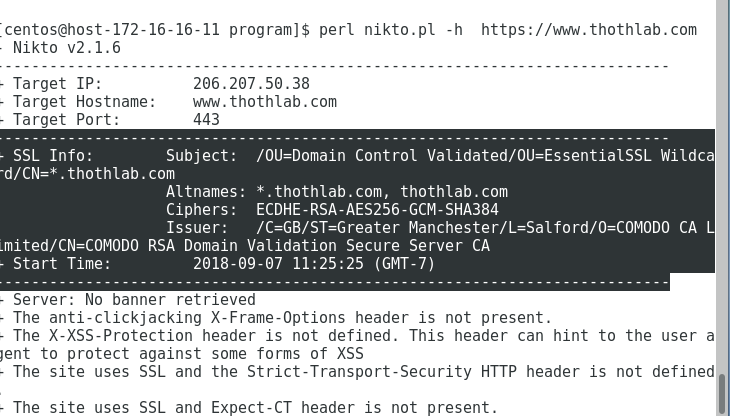 [centos@host-172-16-16-11 program]$ perl nikto.pl -h  https://www.thothlab.com
- Nikto v2.1.6
---------------------------------------------------------------------------
+ Target IP:          206.207.50.38
+ Target Hostname:    www.thothlab.com
+ Target Port:        443
---------------------------------------------------------------------------
+ SSL Info:        Subject:  /OU=Domain Control Validated/OU=EssentialSSL Wildca
rd/CN=*.thothlab.com
                   Altnames: *.thothlab.com, thothlab.com
                   Ciphers:  ECDHE-RSA-AES256-GCM-SHA384
                   Issuer:   /C=GB/ST=Greater Manchester/L=Salford/O=COMODO CA L
imited/CN=COMODO RSA Domain Validation Secure Server CA
+ Start Time:         2018-09-07 11:25:25 (GMT-7)
---------------------------------------------------------------------------
+ Server: No banner retrieved
+ The anti-clickjacking X-Frame-Options header is not present.
+ The X-XSS-Protection header is not defined. This header can hint to the user a
gent to protect against some forms of XSS
+ The site uses SSL and the Strict-Transport-Security HTTP header is not defined
.
+ The site uses SSL and Expect-CT header is not present.